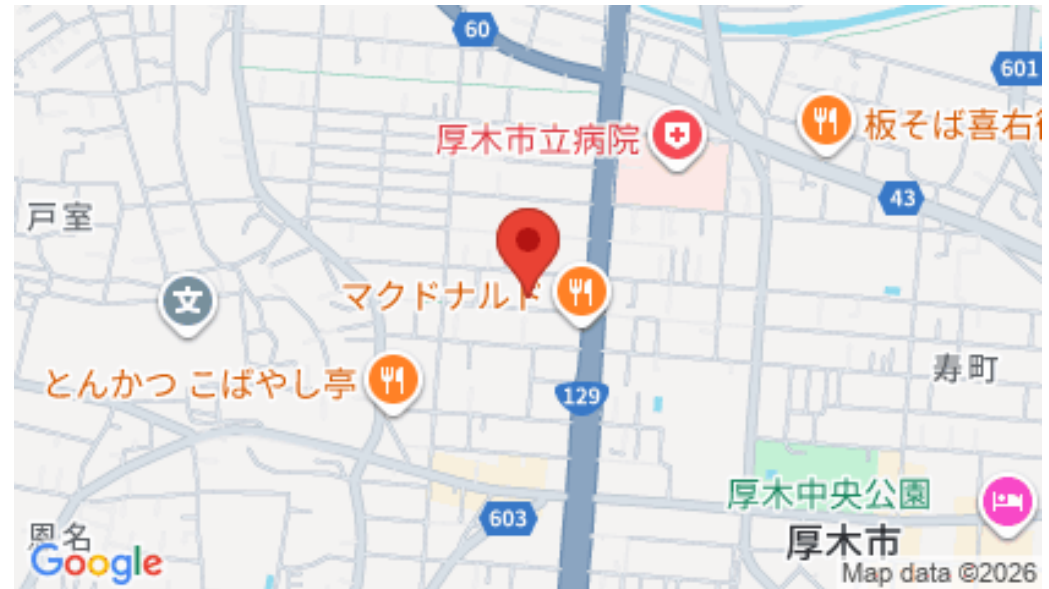 60
601
厚木市立病院
板そば喜右
43
戸室
マクドナルド
文
とんかつ こばやし亭
129
寿町
厚木中央公園
603
恩名
厚木市
Google
Map data ©2026